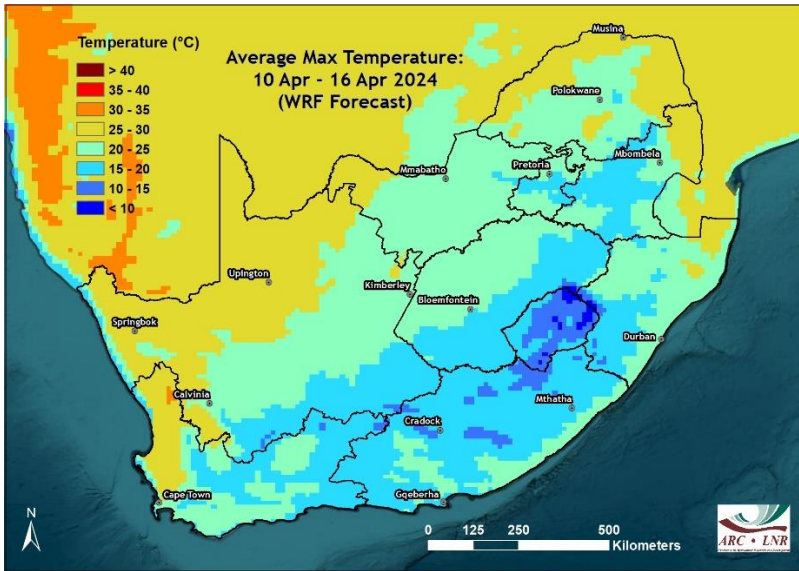 Average Max Temperature:
10 Apr - 16 Apr 2024
(WRF Forecast)
Temperature (°C)
> 40
35 - 40
30 - 35
25 - 30
20 - 25
15 - 20
10 - 15
< 10
Musina
Polokwane
Mbombela
Pretoria
Mmabatho
Upington
Kimberley
Bloemfontein
Springbok
Durban
Calvinia
Mthatha
Cradock
Cape Town
Gqeberha
N
0 125 250 500
Kilometers
ARC • LNR